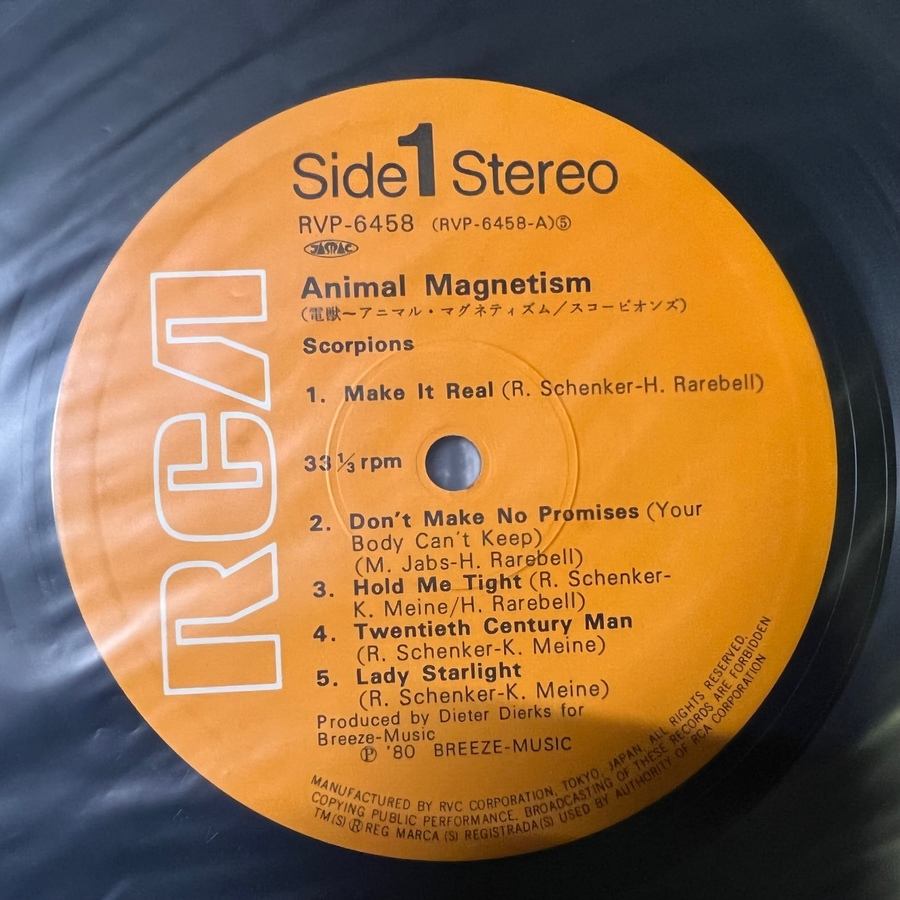 Side 1 Stereo
RVP-6458 (RVP-6458-A)⑤
JASRAC
Animal Magnetism
(電獣〜アニマル・マグネティズム/スコーピオンズ)
Scorpions
1. Make It Real (R. Schenker-H. Rarebell)
33 1/3 rpm
2. Don't Make No Promises (Your
Body Can't Keep)
(M. Jabs-H. Rarebell)
3. Hold Me Tight (R. Schenker-
K. Meine/H. Rarebell)
4. Twentieth Century Man
(R. Schenker-K. Meine)
5. Lady Starlight
(R. Schenker-K. Meine)
Produced by Dieter Dierks for
Breeze-Music
Ⓟ '80 BREEZE-MUSIC
MANUFACTURED BY RVC CORPORATION, TOKYO, JAPAN. ALL RIGHTS RESERVED.
COPYING PUBLIC PERFORMANCE, BROADCASTING OF THESE RECORDS ARE FORBIDDEN
TM(S) ® REG MARCA (S) REGISTRADA(S) USED BY AUTHORITY OF RCA CORPORATION
RCA